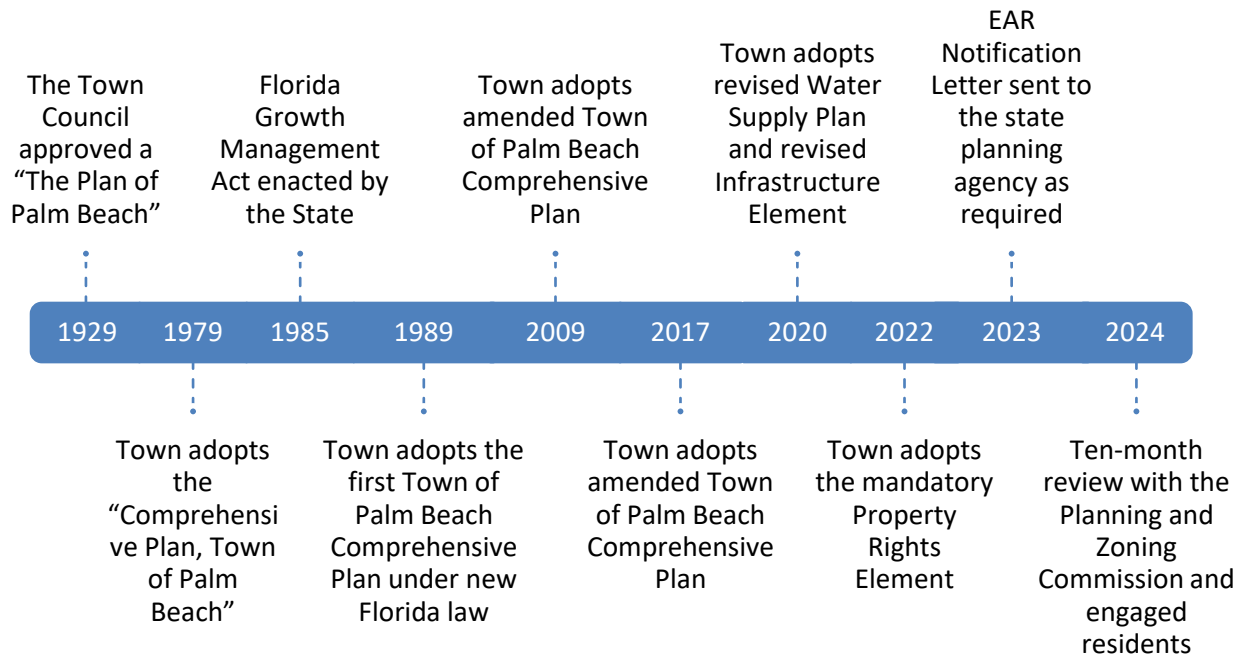 The Town
Council
approved a
“The Plan of
Palm Beach”
Florida
Growth
Management
Act enacted by
the State
Town adopts
amended Town
of Palm Beach
Comprehensive
Plan
Town adopts
revised Water
Supply Plan
and revised
Infrastructure
Element
EAR
Notification
Letter sent to
the state
planning
agency as
required
1929 1979 1985 1989 2009 2017 2020 2022 2023 2024
Town adopts
the
“Comprehensi
ve Plan, Town
of Palm
Beach”
Town adopts the
first Town of
Palm Beach
Comprehensive
Plan under new
Florida law
Town adopts
amended Town
of Palm Beach
Comprehensive
Plan
Town adopts
the mandatory
Property
Rights
Element
Ten-month
review with the
Planning and
Zoning
Commission and
engaged
residents